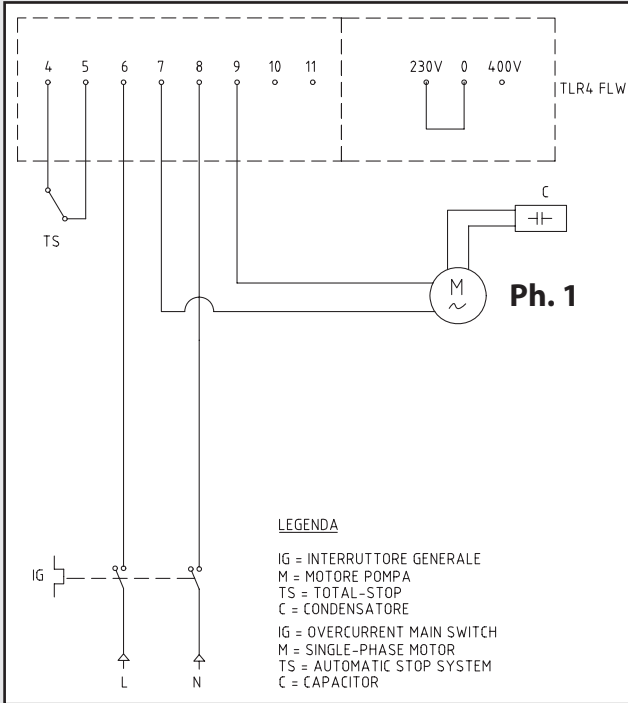 4 5 6 7 8 9 10 11 230V 0 400V
TLR4 FLW
C
TS
M
~
Ph. 1
LEGENDA
IG = INTERRUTTORE GENERALE
M = MOTORE POMPA
TS = TOTAL-STOP
C = CONDENSATORE
IG = OVERCURRENT MAIN SWITCH
M = SINGLE-PHASE MOTOR
TS = AUTOMATIC STOP SYSTEM
C = CAPACITOR
IG
L N